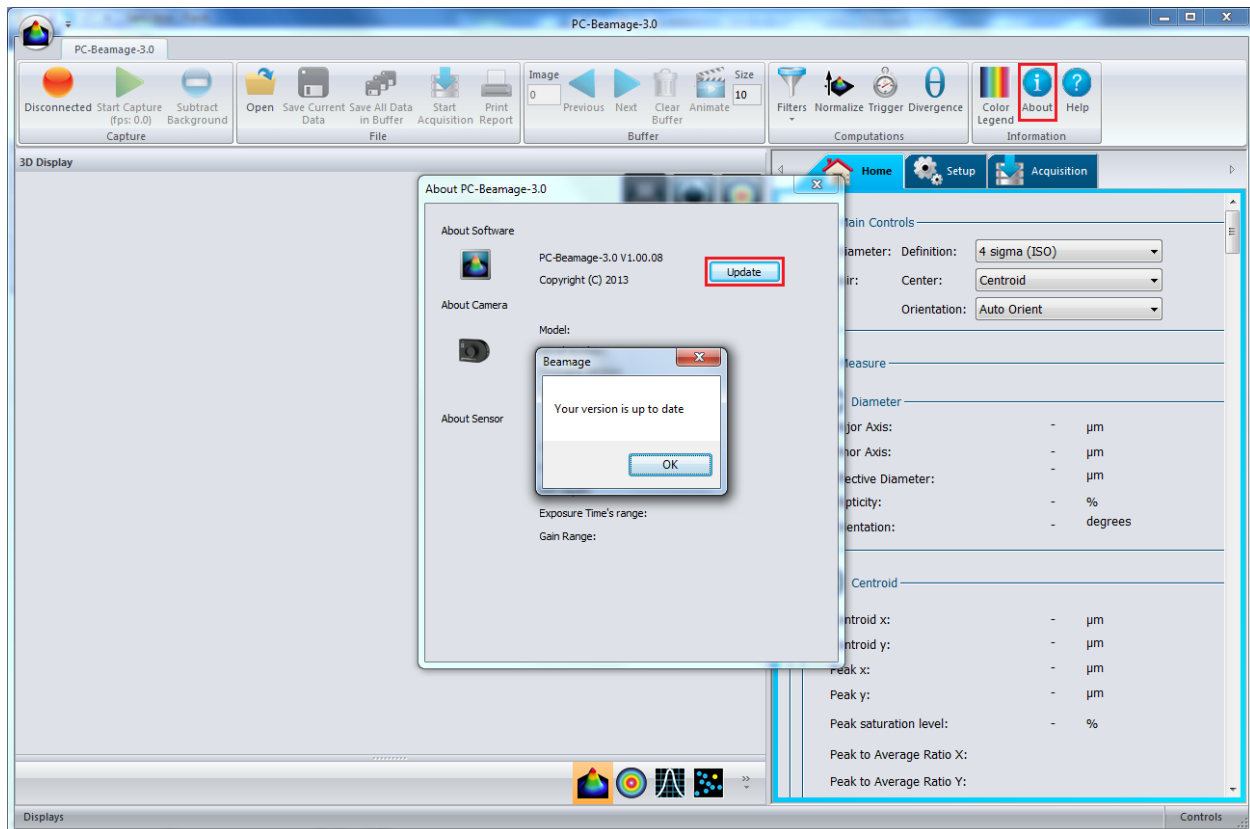 PC-Beamage-3.0
PC-Beamage-3.0
Disconnected
Start Capture
(fps: 0.0)
Subtract
Background
Capture
Open
Save Current
Data
Save All Data
in Buffer
Start
Acquisition
Print
Report
File
Image
0
Previous
Next
Clear
Buffer
Animate
Size
10
Buffer
Filters
Normalize
Trigger
Divergence
Computations
Color
Legend
About
Help
Information
3D Display
Home
Setup
Acquisition
About PC-Beamage-3.0
About Software
PC-Beamage-3.0 V1.00.08
Copyright (C) 2013
Update
About Camera
Model:
Beamage
Your version is up to date
OK
About Sensor
Exposure Time's range:
Gain Range:
Controls
Definition:
4 sigma (ISO)
Center:
Centroid
Orientation:
Auto Orient
Diameter
Axis:
- µm
Axis:
- µm
Diameter:
- µm
- %
- degrees
Centroid
x:
- µm
y:
- µm
Peak x:
- µm
Peak y:
- µm
Peak saturation level:
- %
Peak to Average Ratio X:
Peak to Average Ratio Y:
Displays
Controls